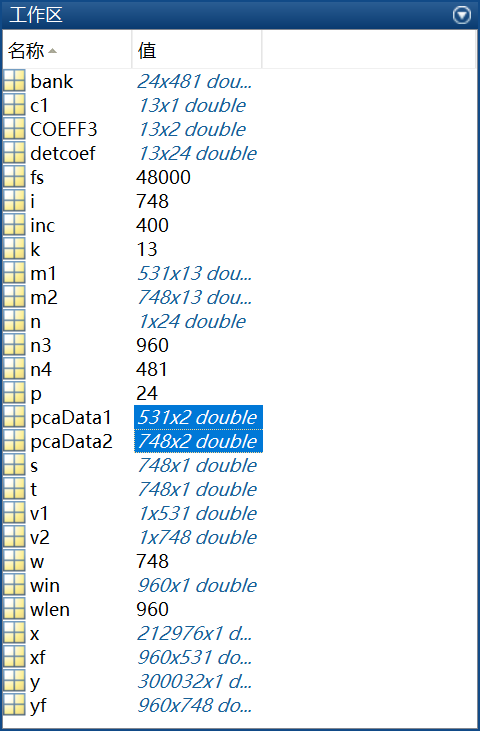 工作区
名称 值
bank 24x481 dou...
c1 13x1 double
COEFF3 13x2 double
detcoef 13x24 double
fs 48000
i 748
inc 400
k 13
m1 531x13 dou...
m2 748x13 dou...
n 1x24 double
n3 960
n4 481
p 24
pcaData1 531x2 double
pcaData2 748x2 double
s 748x1 double
t 748x1 double
v1 1x531 double
v2 1x748 double
w 748
win 960x1 double
wlen 960
x 212976x1 d...
xf 960x531 do...
y 300032x1 d...
yf 960x748 do...